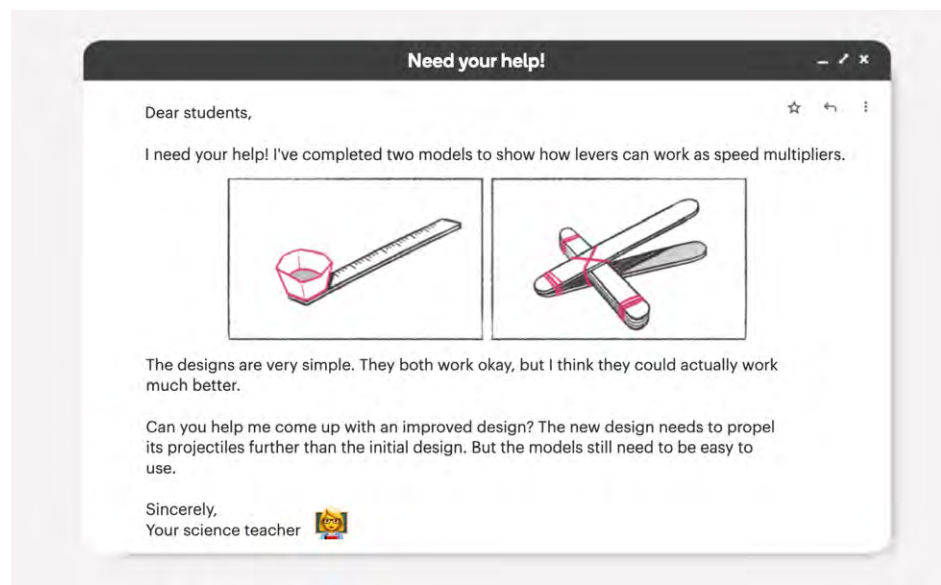 Need your help!
Dear students,
I need your help! I've completed two models to show how levers can work as speed multipliers.
The designs are very simple. They both work okay, but I think they could actually work
much better.
Can you help me come up with an improved design? The new design needs to propel
its projectiles further than the initial design. But the models still need to be easy to
use.
Sincerely,
Your science teacher